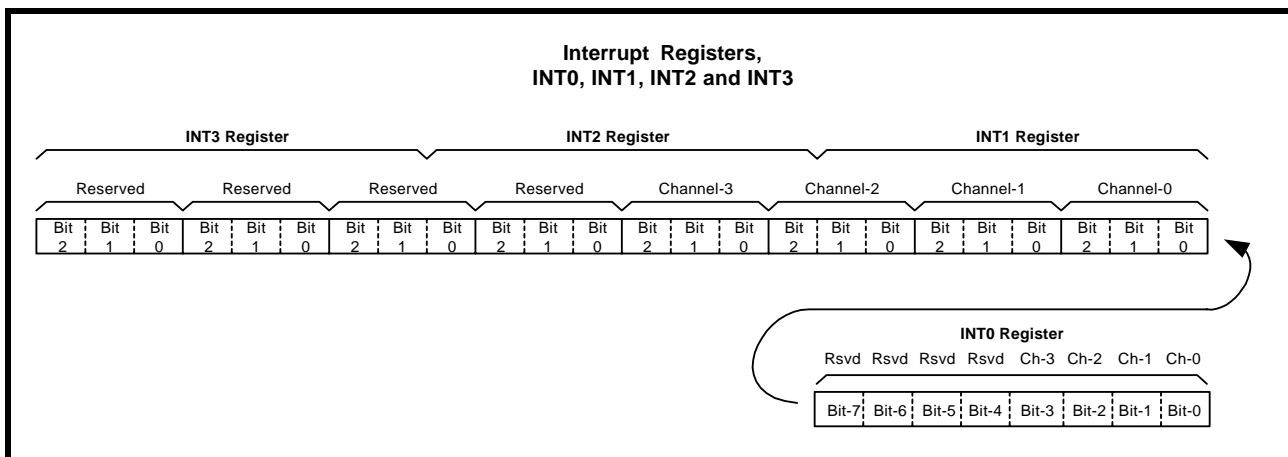 Interrupt Registers,
INT0, INT1, INT2 and INT3
INT3 Register INT2 Register INT1 Register
Reserved Reserved Reserved Reserved Channel-3 Channel-2 Channel-1 Channel-0
Bit Bit Bit Bit Bit Bit Bit Bit Bit Bit Bit Bit Bit Bit Bit Bit Bit Bit Bit Bit Bit Bit Bit Bit
2 1 0 2 1 0 2 1 0 2 1 0 2 1 0 2 1 0 2 1 0 2 1 0
INT0 Register
Rsvd Rsvd Rsvd Rsvd Ch-3 Ch-2 Ch-1 Ch-0
Bit-7 Bit-6 Bit-5 Bit-4 Bit-3 Bit-2 Bit-1 Bit-0